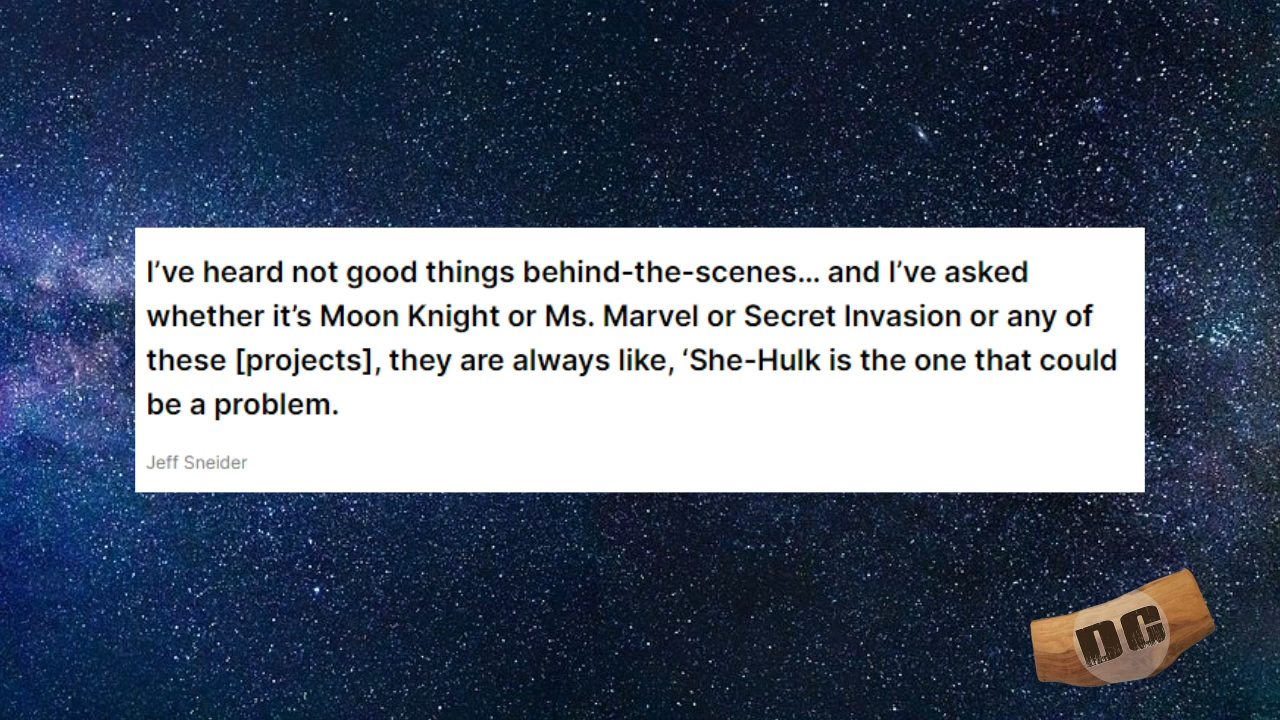 I’ve heard not good things behind-the-scenes... and I’ve asked
whether it’s Moon Knight or Ms. Marvel or Secret Invasion or any of
these [projects], they are always like, ‘She-Hulk is the one that could
be a problem.
Jeff Sneider
DG